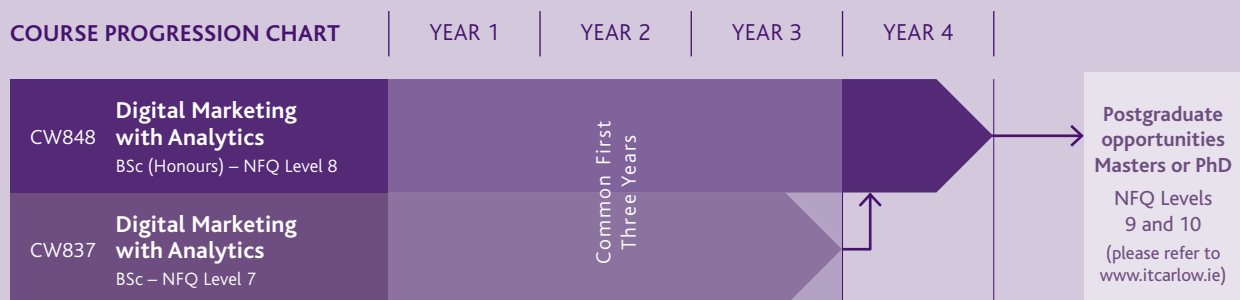 COURSE PROGRESSION CHART
YEAR 1
YEAR 2
YEAR 3
YEAR 4
CW848
Digital Marketing
with Analytics
BSc (Honours) – NFQ Level 8
CW837
Digital Marketing
with Analytics
BSc – NFQ Level 7
Common First
Three Years
Postgraduate
opportunities
Masters or PhD
NFQ Levels
9 and 10
(please refer to
www.itcarlow.ie)